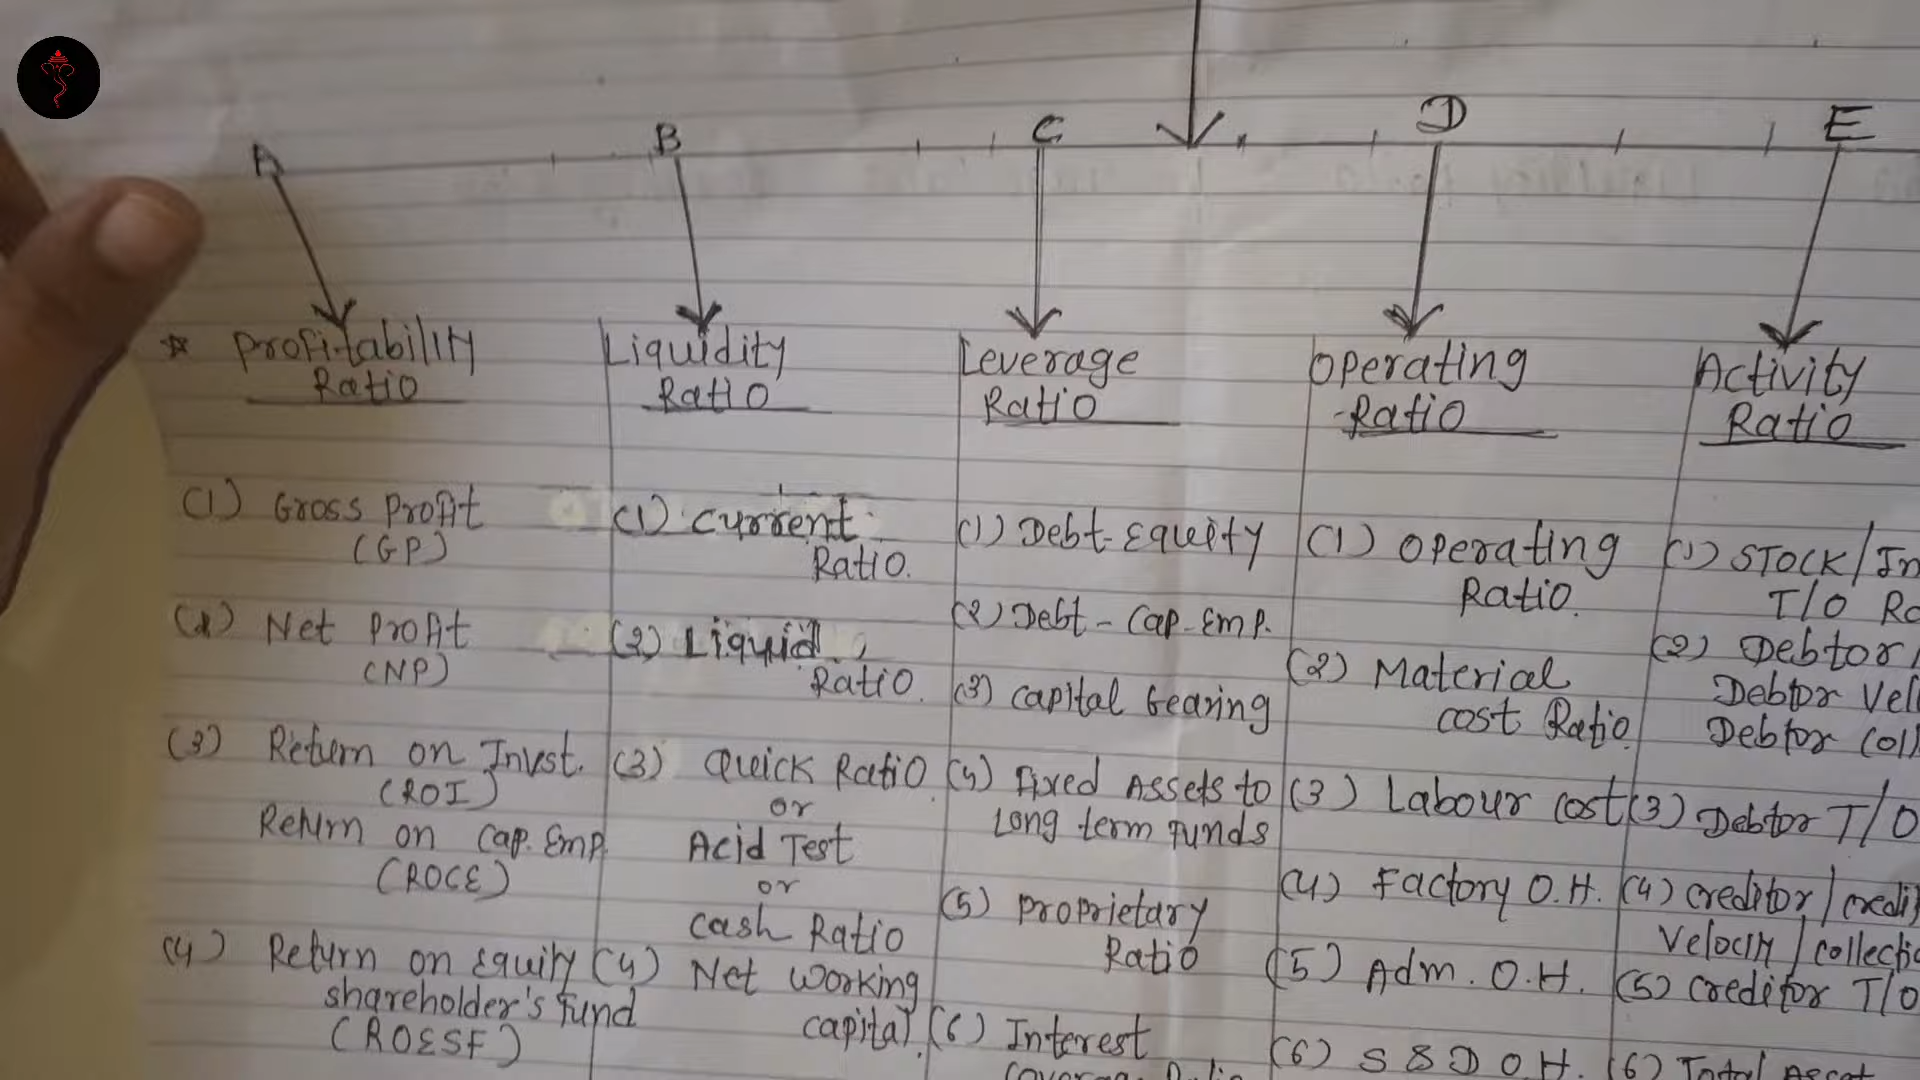 A
B
C
D
E
* Profitability
Ratio
(1) Gross Profit
(GP)
(2) Net Profit
(NP)
(3) Return on Invst.
(ROI)
Return on Cap. Emp.
(ROCE)
(4) Return on Equity
shareholder's fund
(ROESF)
Liquidity
Ratio
(1) Current
Ratio.
(2) Liquid
Ratio.
(3) Quick Ratio
or
Acid Test
or
Cash Ratio
(4) Net Working
Capital.
Leverage
Ratio
(1) Debt-Equity
(2) Debt - Cap. Emp.
(3) Capital Gearing
(4) Fixed Assets to
Long term funds
(5) Proprietary
Ratio
(6) Interest
Operating
Ratio
(1) Operating
Ratio.
(2) Material
Cost Ratio.
(3) Labour Cost
(4) Factory O.H.
(5) Adm. O.H.
(6) S & D O.H.
Activity
Ratio
(1) Stock/In
T/O Ra
(2) Debtor/
Debtor Vel
Debtor Coll
(3) Debtor T/O
(4) Creditor/credi
Velocity/collectio
(5) Creditor T/O
(6) Total Asset